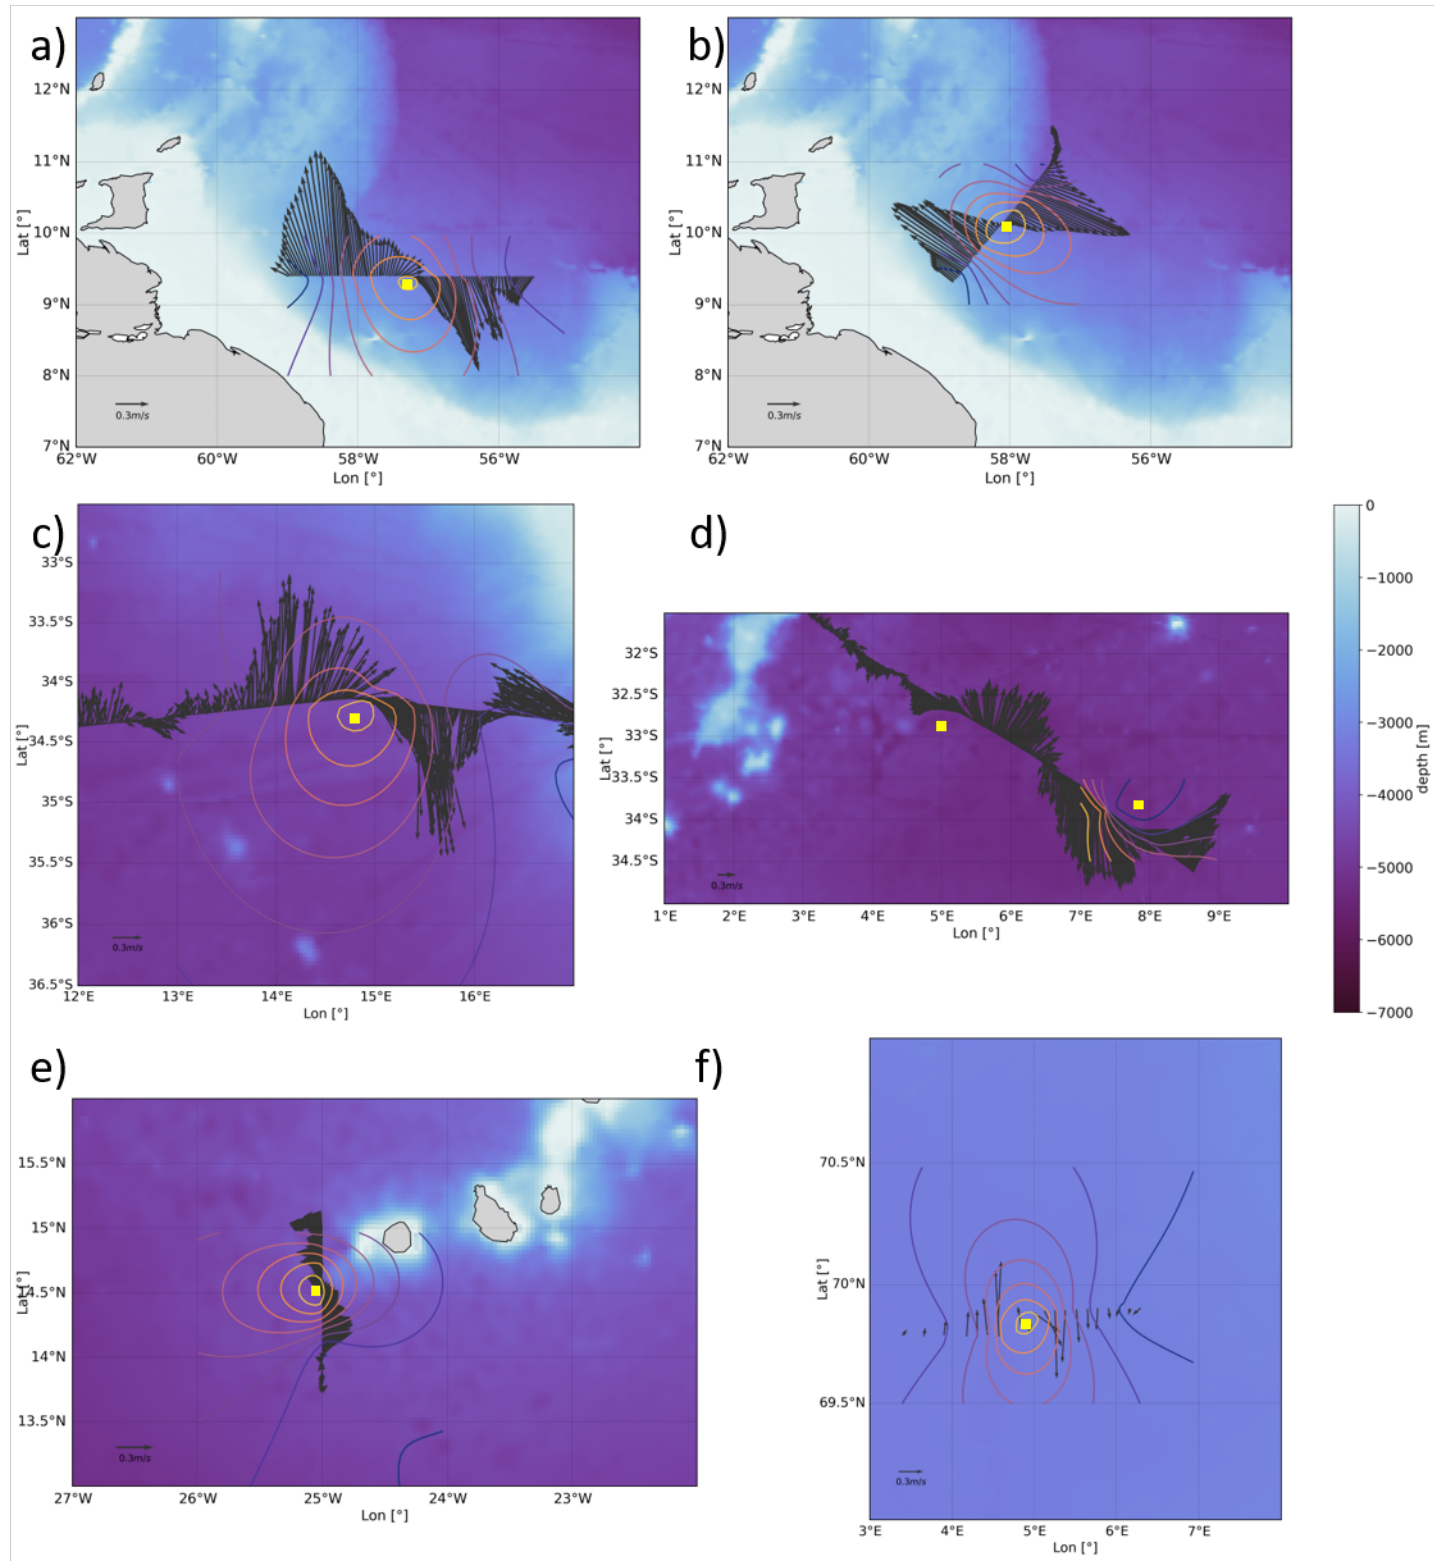 a)
12°N
11°N
10°N
9°N
8°N
7°N
Lat [°]
0.3m/s
62°W 60°W 58°W 56°W
Lon [°]
b)
12°N
11°N
10°N
9°N
8°N
7°N
Lat [°]
0.3m/s
62°W 60°W 58°W 56°W
Lon [°]
c)
33°S
33.5°S
34°S
34.5°S
35°S
35.5°S
36°S
36.5°S
Lat [°]
0.3m/s
12°E 13°E 14°E 15°E 16°E
Lon [°]
d)
32°S
32.5°S
33°S
33.5°S
34°S
34.5°S
Lat [°]
0.3m/s
1°E 2°E 3°E 4°E 5°E 6°E 7°E 8°E 9°E
Lon [°]
0
−1000
−2000
−3000
−4000
−5000
−6000
−7000
depth [m]
e)
15.5°N
15°N
14.5°N
14°N
13.5°N
Lat [°]
0.3m/s
27°W 26°W 25°W 24°W 23°W
Lon [°]
f)
70.5°N
70°N
69.5°N
Lat [°]
0.3m/s
3°E 4°E 5°E 6°E 7°E
Lon [°]